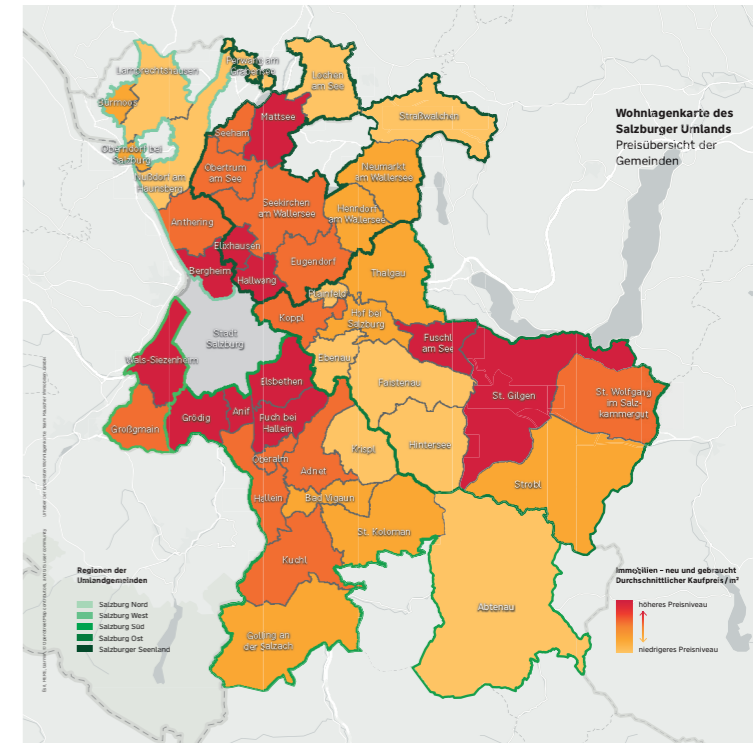 Wohnlagenkarte des
Salzburger Umlands
Preisübersicht der
Gemeinden
Lamprechtshausen
Perwang am
Grabensee
Lochen
am See
Bürmoos
Mattsee
Straßwalchen
Seeham
Oberndorf bei
Salzburg
Obertrum
am See
Neumarkt
am Wallersee
Nußdorf am
Haunsberg
Seekirchen
am Wallersee
Henndorf
am Wallersee
Anthering
Elixhausen
Eugendorf
Bergheim
Hallwang
Thalgau
Plainfeld
Koppl
Hof bei
Salzburg
Stadt
Salzburg
Fuschl
am See
Wals-Siezenheim
Ebenau
Elsbethen
Faistenau
St. Gilgen
St. Wolfgang
im Salz-
kammergut
Anif
Grödig
Puch bei
Hallein
Großgmain
Krispl
Hintersee
Oberalm
Adnet
Strobl
Hallein
Bad Vigaun
St. Koloman
Kuchl
Abtenau
Golling an
der Salzach
Regionen der
Umlandgemeinden
Salzburg Nord
Salzburg West
Salzburg Süd
Salzburg Ost
Salzburger Seenland
Immobilien – neu und gebraucht
Durchschnittlicher Kaufpreis / m²
höheres Preisniveau
niedrigeres Preisniveau